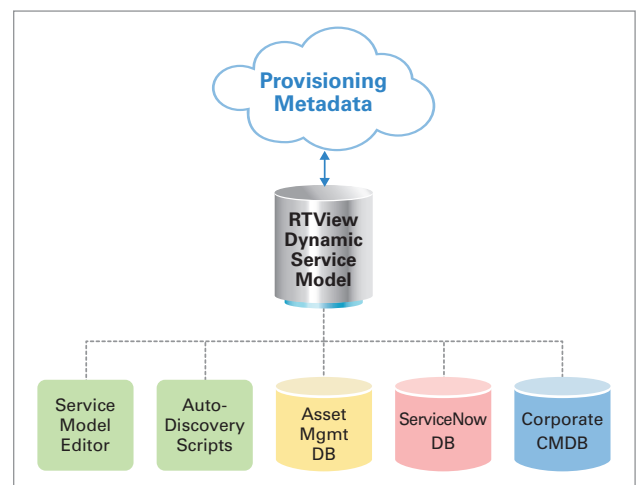 Provisioning
Metadata
RTView
Dynamic
Service
Model
Service
Model
Editor
Auto-
Discovery
Scripts
Asset
Mgmt
DB
ServiceNow
DB
Corporate
CMDB